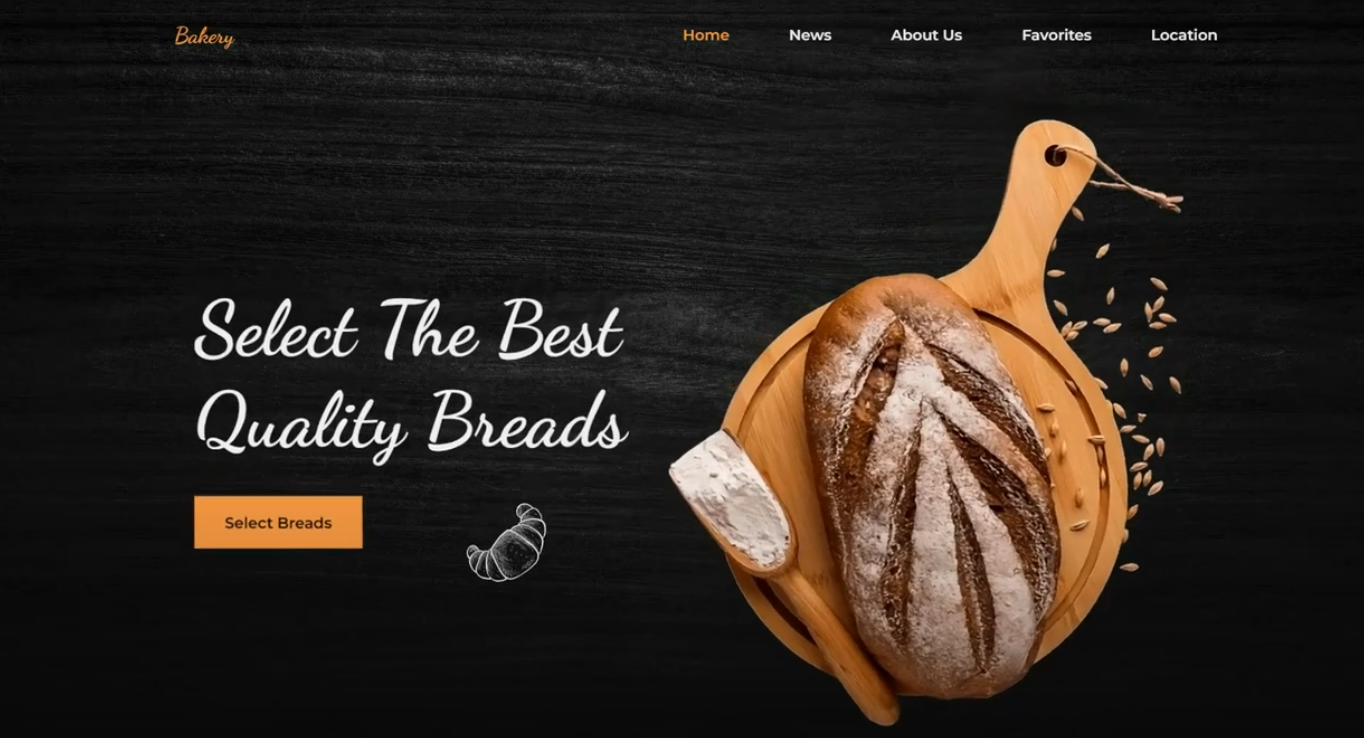 Bakery
Home News About Us Favorites Location
Select The Best
Quality Breads
Select Breads